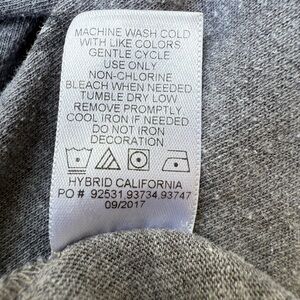 MACHINE WASH COLD
WITH LIKE COLORS
GENTLE CYCLE
USE ONLY
NON-CHLORINE
BLEACH WHEN NEEDED
TUMBLE DRY LOW
REMOVE PROMPTLY
COOL IRON IF NEEDED
DO NOT IRON
DECORATION
HYBRID CALIFORNIA
PO # 92531,93734,93747
09/2017